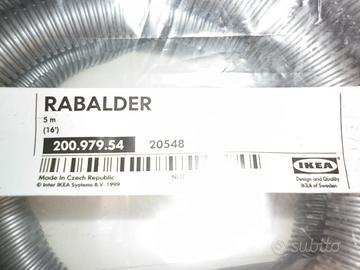 RABALDER
5 m
(16')
200.979.54 20548
Made in Czech Republic
© Inter IKEA Systems B.V. 1999
NLU
IKEA
Design and Quality
IKEA of Sweden
subito